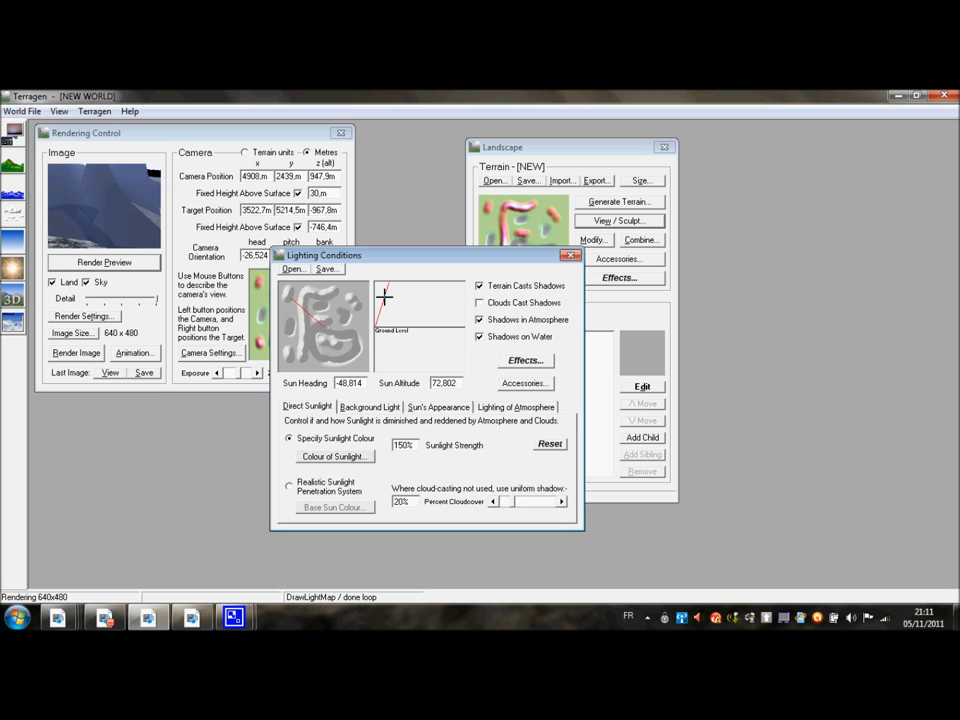 Terragen - [NEW WORLD]
World File View Terragen Help
Rendering Control
Image
Render Preview
Land Sky
Detail
Render Settings...
Image Size... 640 x 480
Render Image Animation...
Last Image: View Save
Camera Terrain units Metres
x y z (alt)
Camera Position 4908,m 2439,m 947,9m
Fixed Height Above Surface 30,m
Target Position 3522,7m 5214,5m -967,8m
Fixed Height Above Surface -746,4m
head pitch bank
Camera Orientation -26,524
Use Mouse Buttons to describe the camera's view.
Left button positions the Camera, and Right button positions the Target.
Camera Settings...
Exposure
Landscape
Terrain - [NEW]
Open... Save... Import... Export... Size...
Generate Terrain...
View / Sculpt...
Modify... Combine...
Accessories...
Effects...
Edit
Λ Move
V Move
Add Child
Add Sibling
Remove
Lighting Conditions
Open... Save...
Ground Level
Terrain Casts Shadows
Clouds Cast Shadows
Shadows in Atmosphere
Shadows on Water
Effects...
Accessories...
Sun Heading -48,814 Sun Altitude 72,802
Direct Sunlight Background Light Sun's Appearance Lighting of Atmosphere
Control if and how Sunlight is diminished and reddened by Atmosphere and Clouds.
Specify Sunlight Colour
Colour of Sunlight...
150% Sunlight Strength
Reset
Realistic Sunlight Penetration System
Base Sun Colour...
Where cloud-casting not used, use uniform shadow:-
20% Percent Cloudcover
Rendering 640x480
DrawLightMap / done loop
3D
FR
21:11
05/11/2011